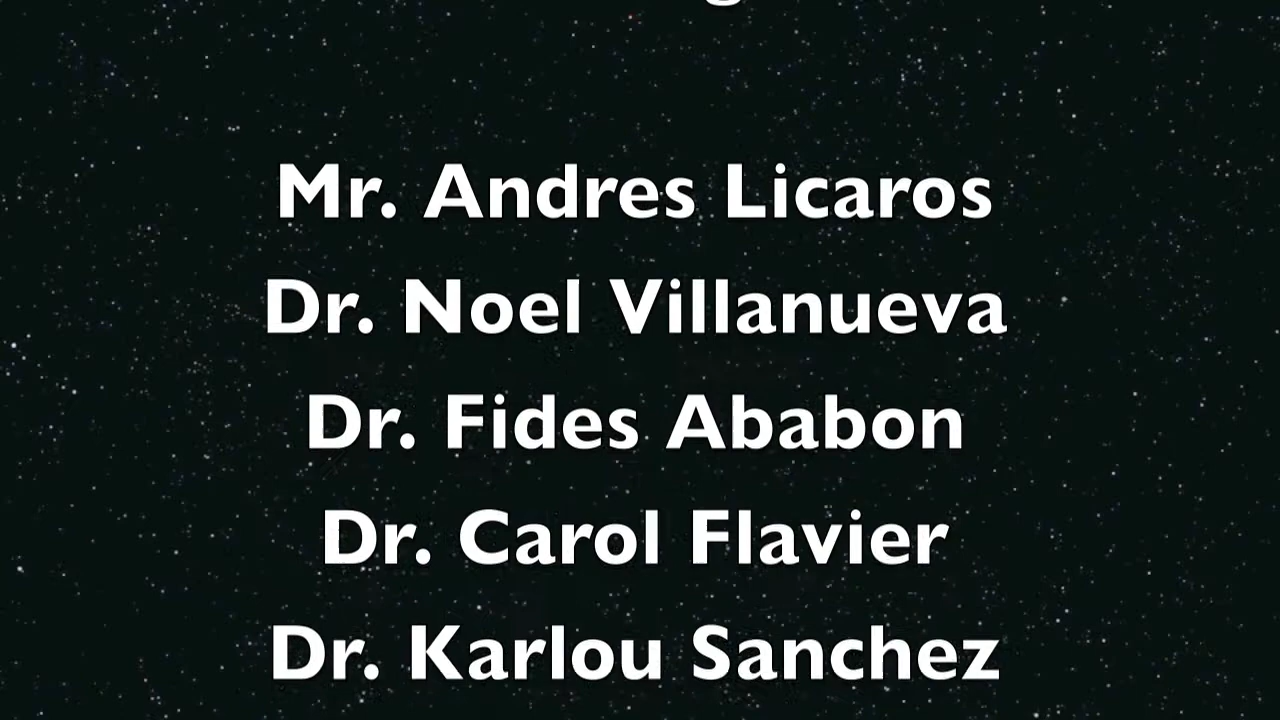 Mr. Andres Licaros
Dr. Noel Villanueva
Dr. Fides Ababon
Dr. Carol Flavier
Dr. Karlou Sanchez